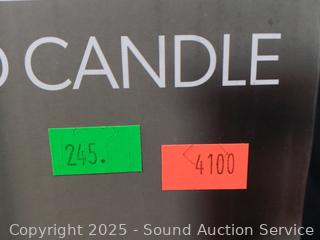 CANDLE
245.
4100
Copyright 2025 - Sound Auction Service